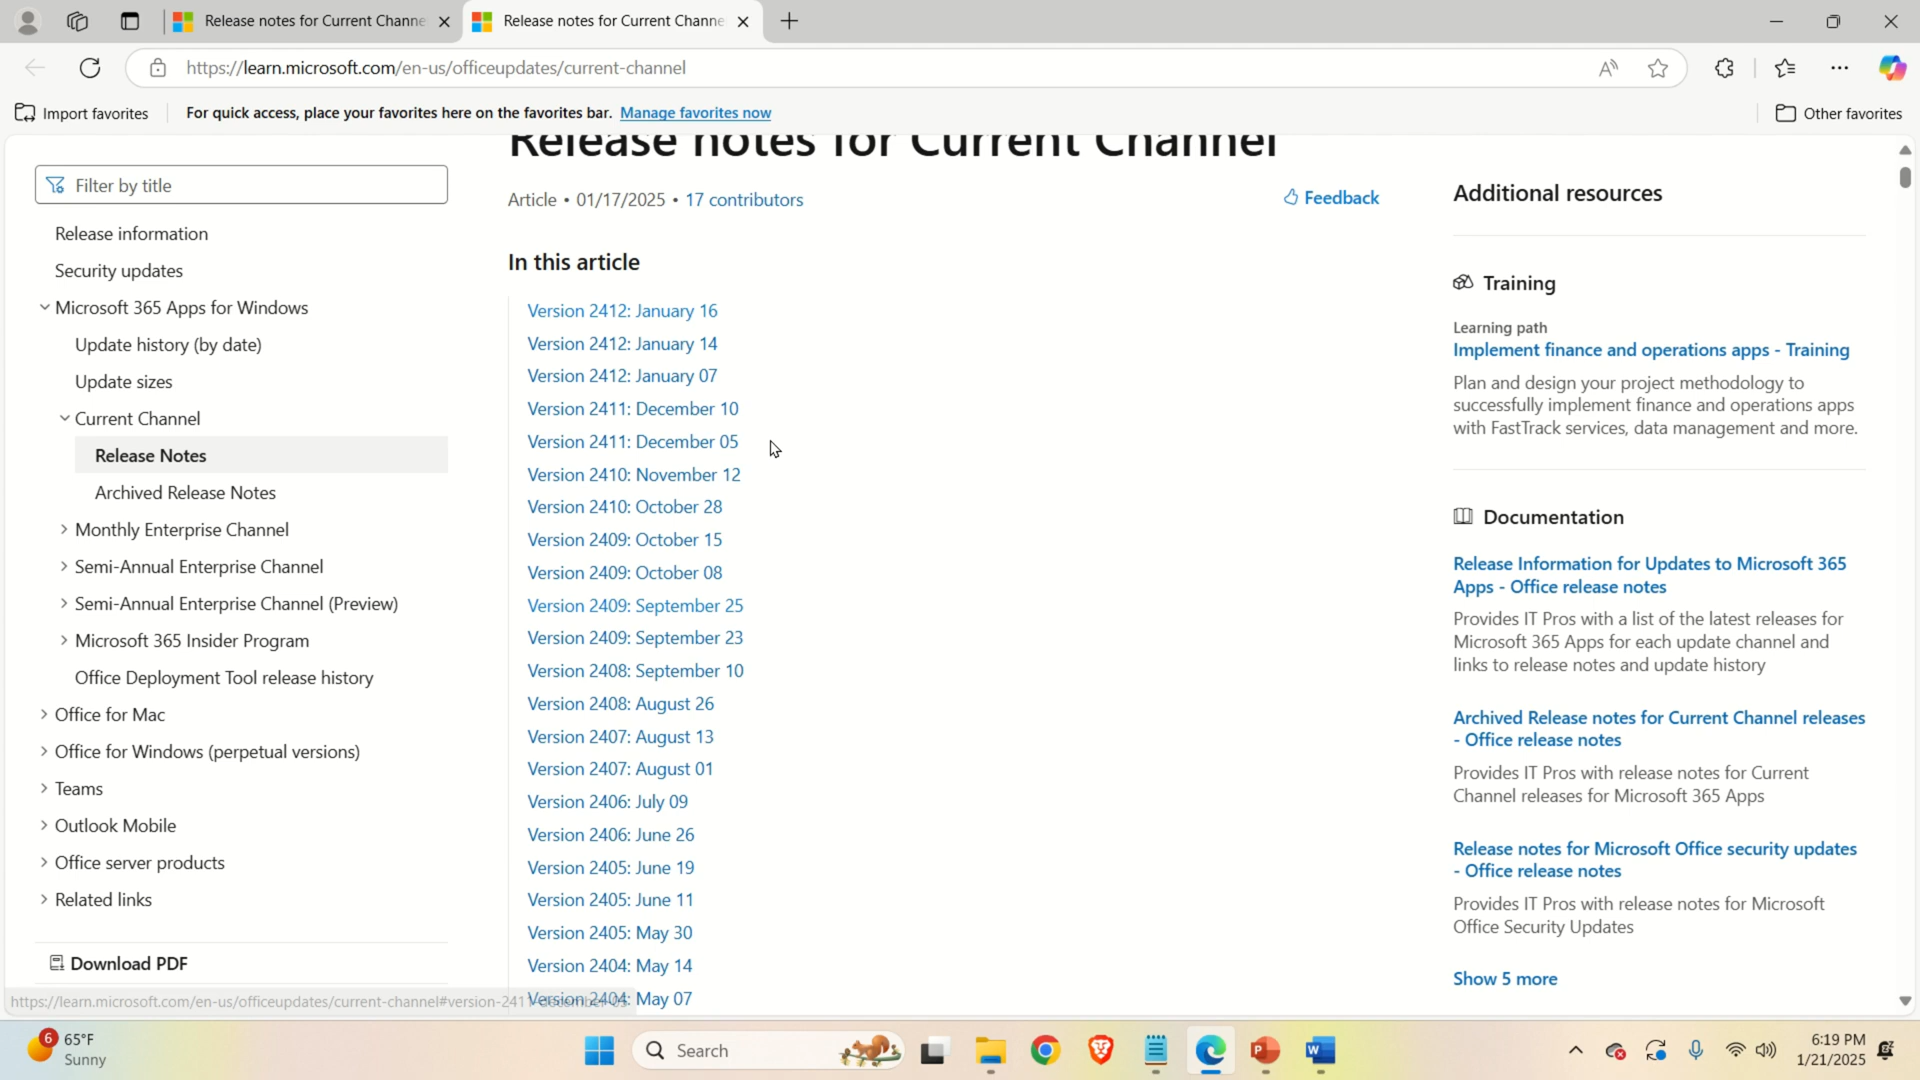 Release notes for Current Channe
Release notes for Current Channe
https://learn.microsoft.com/en-us/officeupdates/current-channel
Import favorites
For quick access, place your favorites here on the favorites bar. Manage favorites now
Other favorites
Filter by title
Release information
Security updates
Microsoft 365 Apps for Windows
Update history (by date)
Update sizes
Current Channel
Release Notes
Archived Release Notes
Monthly Enterprise Channel
Semi-Annual Enterprise Channel
Semi-Annual Enterprise Channel (Preview)
Microsoft 365 Insider Program
Office Deployment Tool release history
Office for Mac
Office for Windows (perpetual versions)
Teams
Outlook Mobile
Office server products
Related links
Download PDF
Release notes for Current Channel
Article • 01/17/2025 • 17 contributors
Feedback
In this article
Version 2412: January 16
Version 2412: January 14
Version 2412: January 07
Version 2411: December 10
Version 2411: December 05
Version 2410: November 12
Version 2410: October 28
Version 2409: October 15
Version 2409: October 08
Version 2409: September 25
Version 2409: September 23
Version 2408: September 10
Version 2408: August 26
Version 2407: August 13
Version 2407: August 01
Version 2406: July 09
Version 2406: June 26
Version 2405: June 19
Version 2405: June 11
Version 2405: May 30
Version 2404: May 14
Version 2404: May 07
Additional resources
Training
Learning path
Implement finance and operations apps - Training
Plan and design your project methodology to
successfully implement finance and operations apps
with FastTrack services, data management and more.
Documentation
Release Information for Updates to Microsoft 365
Apps - Office release notes
Provides IT Pros with a list of the latest releases for
Microsoft 365 Apps for each update channel and
links to release notes and update history
Archived Release notes for Current Channel releases
- Office release notes
Provides IT Pros with release notes for Current
Channel releases for Microsoft 365 Apps
Release notes for Microsoft Office security updates
- Office release notes
Provides IT Pros with release notes for Microsoft
Office Security Updates
Show 5 more
https://learn.microsoft.com/en-us/officeupdates/current-channel#version-2411-december-05
6
65°F
Sunny
Search
6:19 PM
1/21/2025